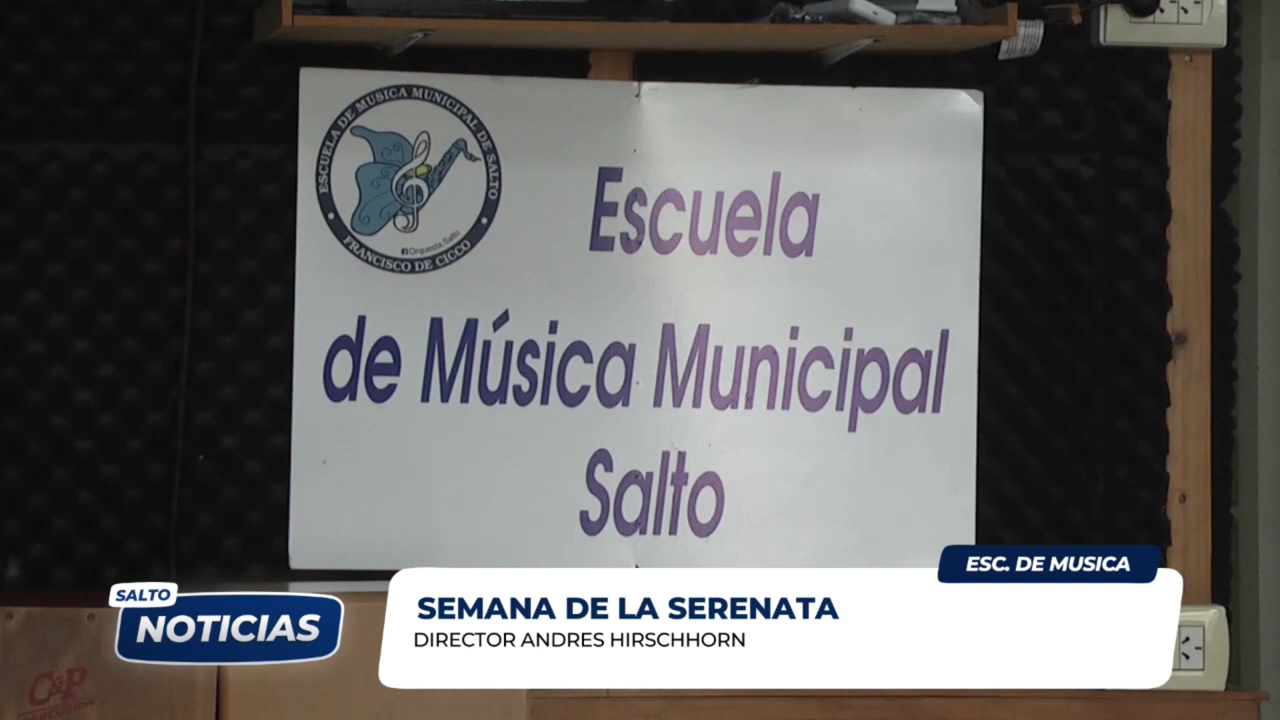 ESCUELA DE MUSICA MUNICIPAL DE SALTO
Orquesta.Salto
FRANCISCO DE CICCO
Escuela
de Música Municipal
Salto
ESC. DE MUSICA
SALTO
NOTICIAS
SEMANA DE LA SERENATA
DIRECTOR ANDRES HIRSCHHORN
C&P
PERCUSION